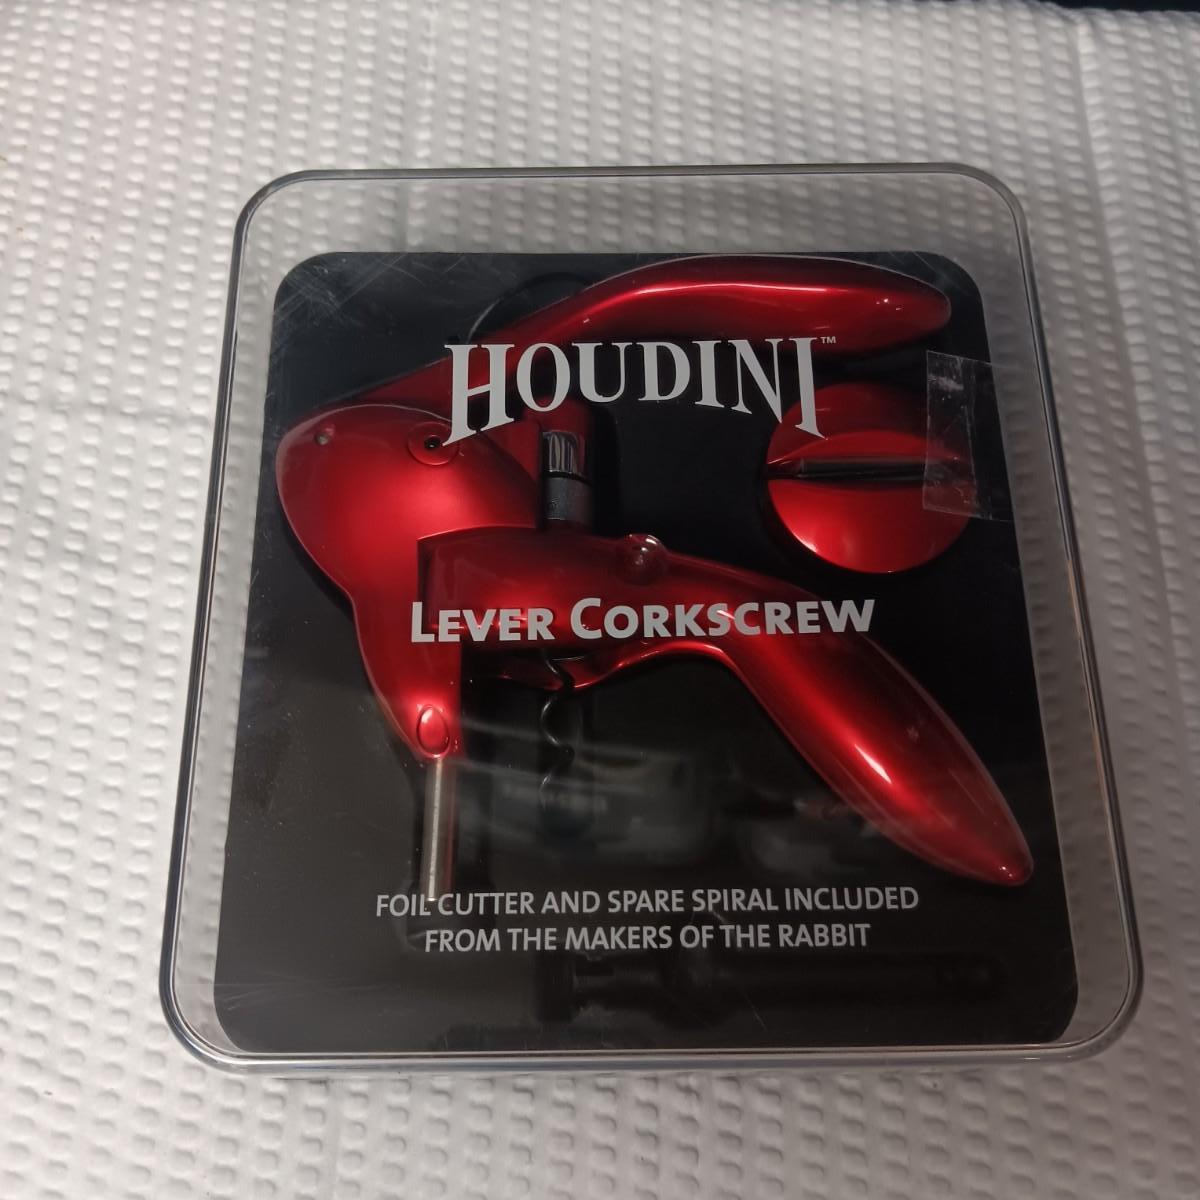 HOUDINI™
LEVER CORKSCREW
FOIL CUTTER AND SPARE SPIRAL INCLUDED
FROM THE MAKERS OF THE RABBIT